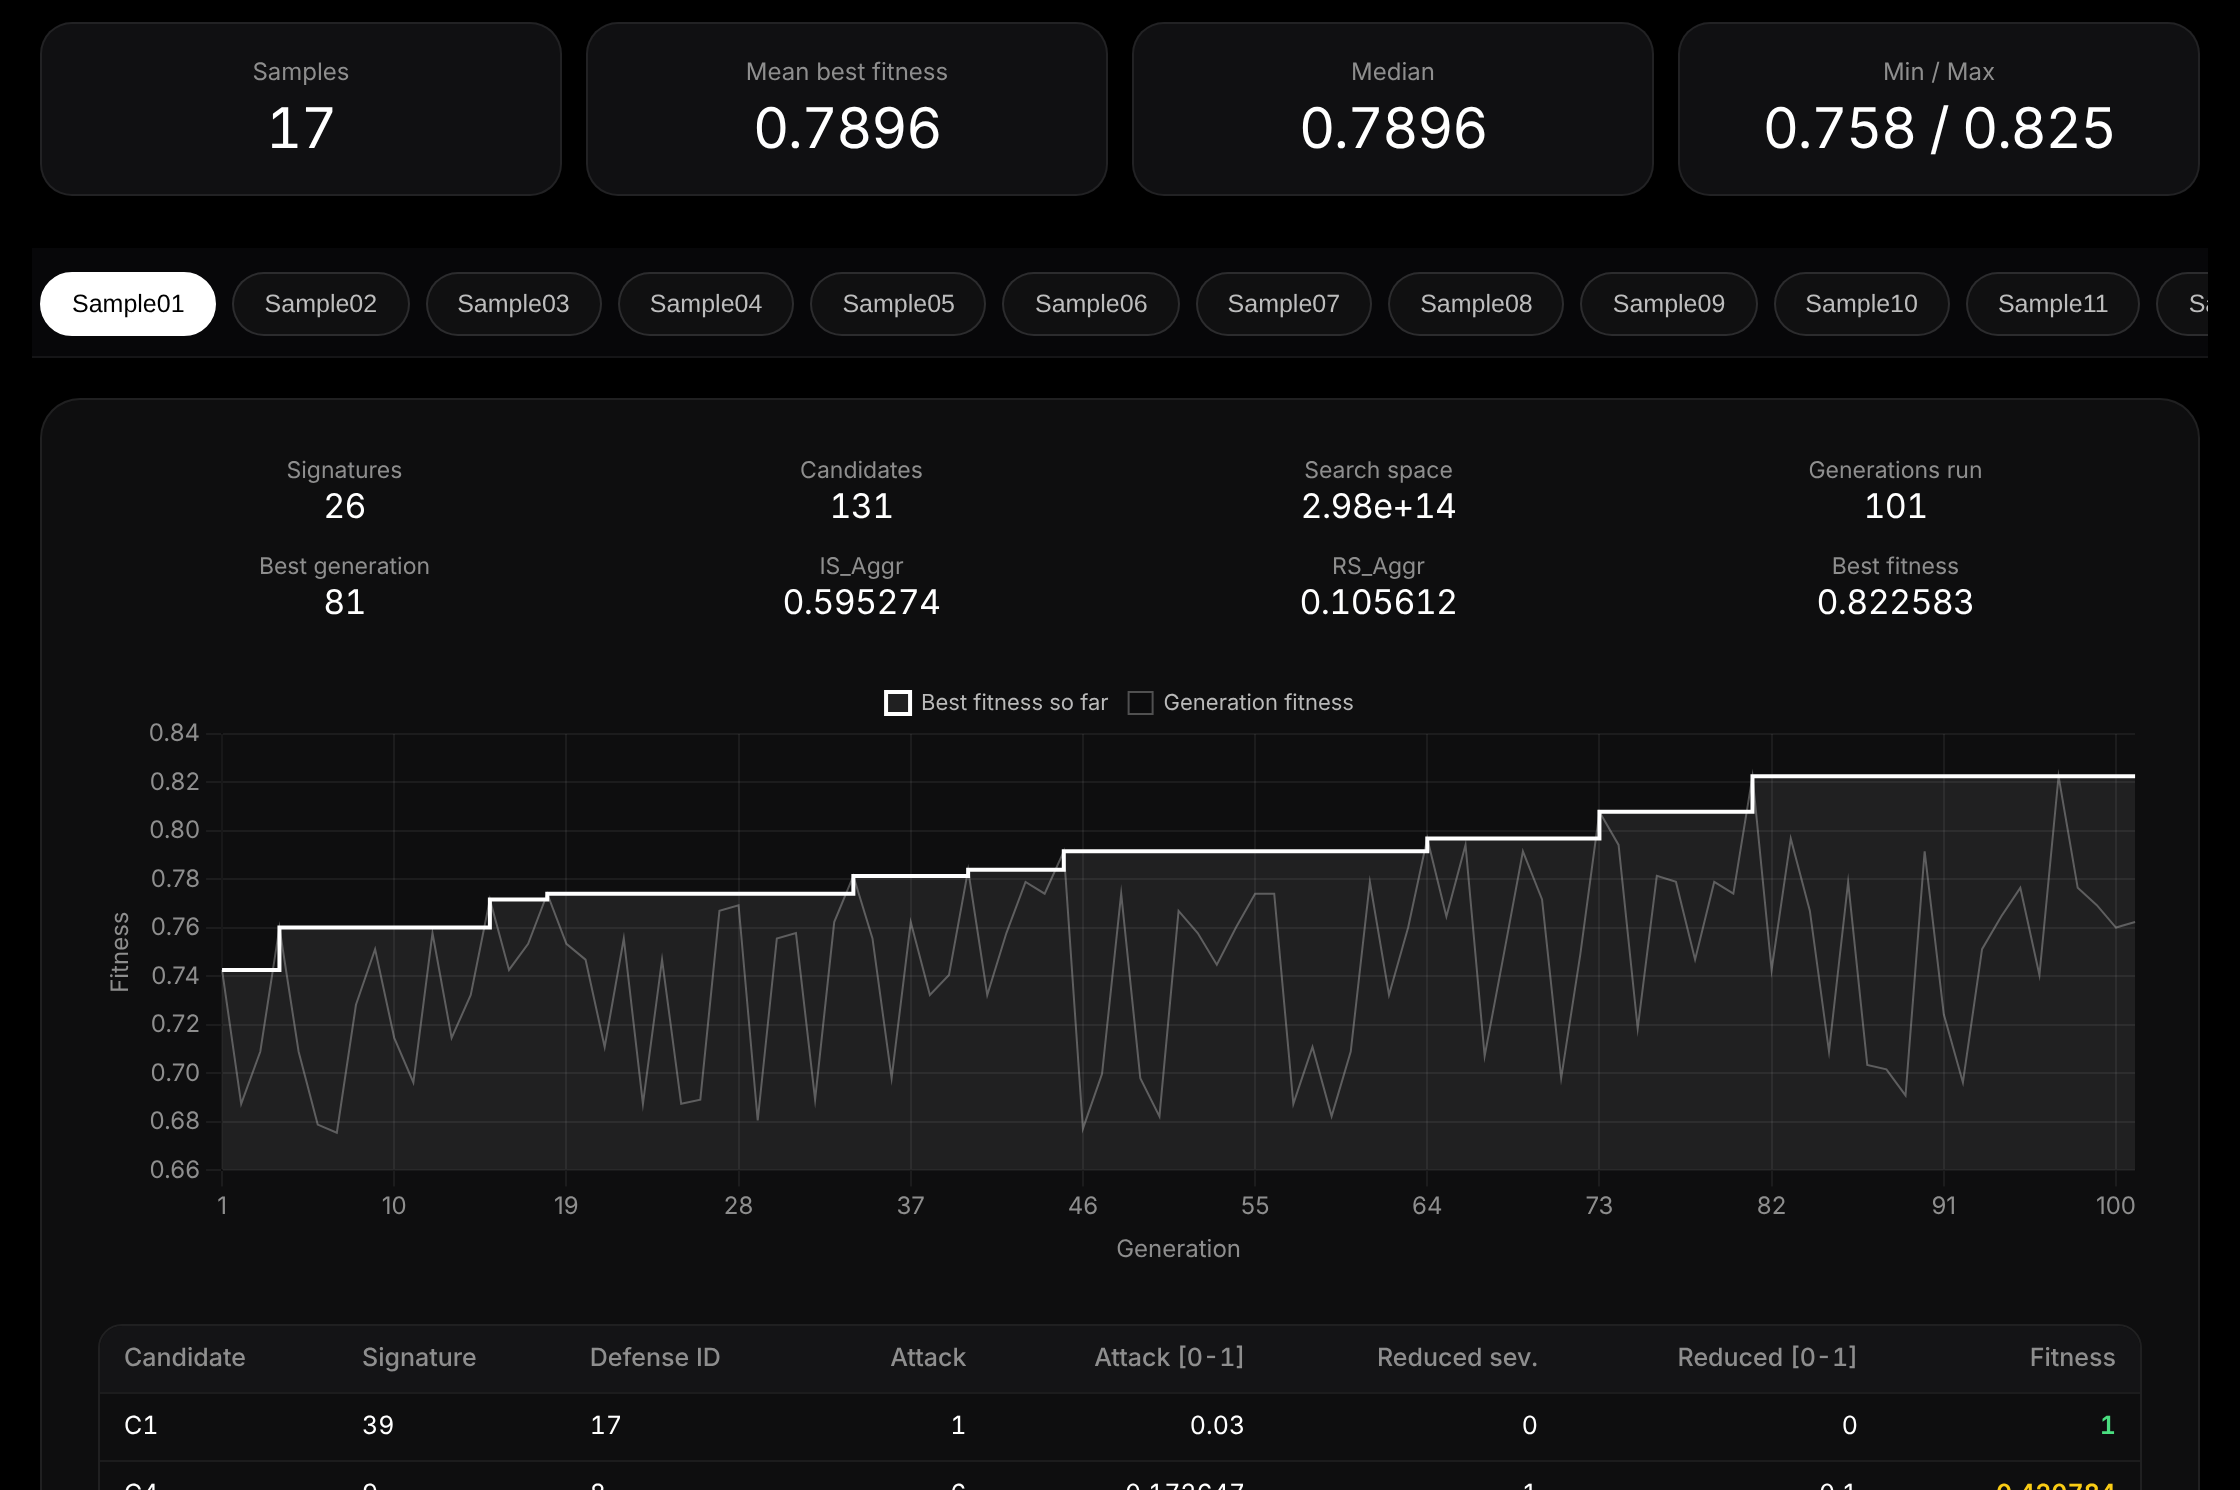 Samples
17
Mean best fitness
0.7896
Median
0.7896
Min / Max
0.758 / 0.825
Sample01 Sample02 Sample03 Sample04 Sample05 Sample06 Sample07 Sample08 Sample09 Sample10 Sample11
Signatures
26
Candidates
131
Search space
2.98e+14
Generations run
101
Best generation
81
IS_Aggr
0.595274
RS_Aggr
0.105612
Best fitness
0.822583
Best fitness so far Generation fitness
0.84
0.82
0.80
0.78
0.76
0.74
0.72
0.70
0.68
0.66
Fitness
1 10 19 28 37 46 55 64 73 82 91 100
Generation
Candidate Signature Defense ID Attack Attack [0-1] Reduced sev. Reduced [0-1] Fitness
C1 39 17 1 0.03 0 0 1